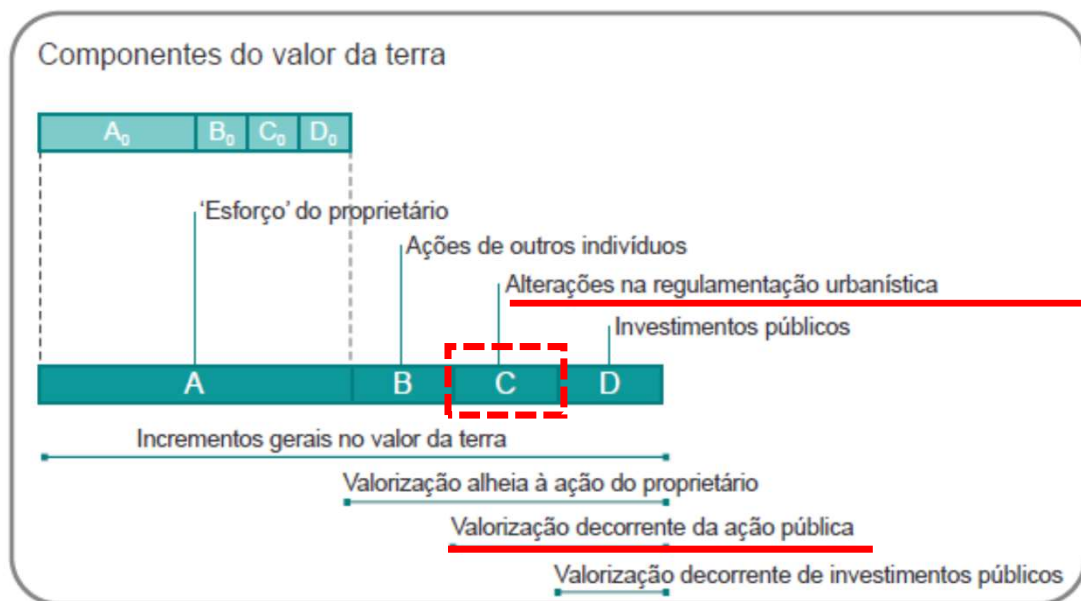 Componentes do valor da terra
A₀ B₀ C₀ D₀
'Esforço' do proprietário
Ações de outros indivíduos
Alterações na regulamentação urbanística
Investimentos públicos
A B C D
Incrementos gerais no valor da terra
Valorização alheia à ação do proprietário
Valorização decorrente da ação pública
Valorização decorrente de investimentos públicos